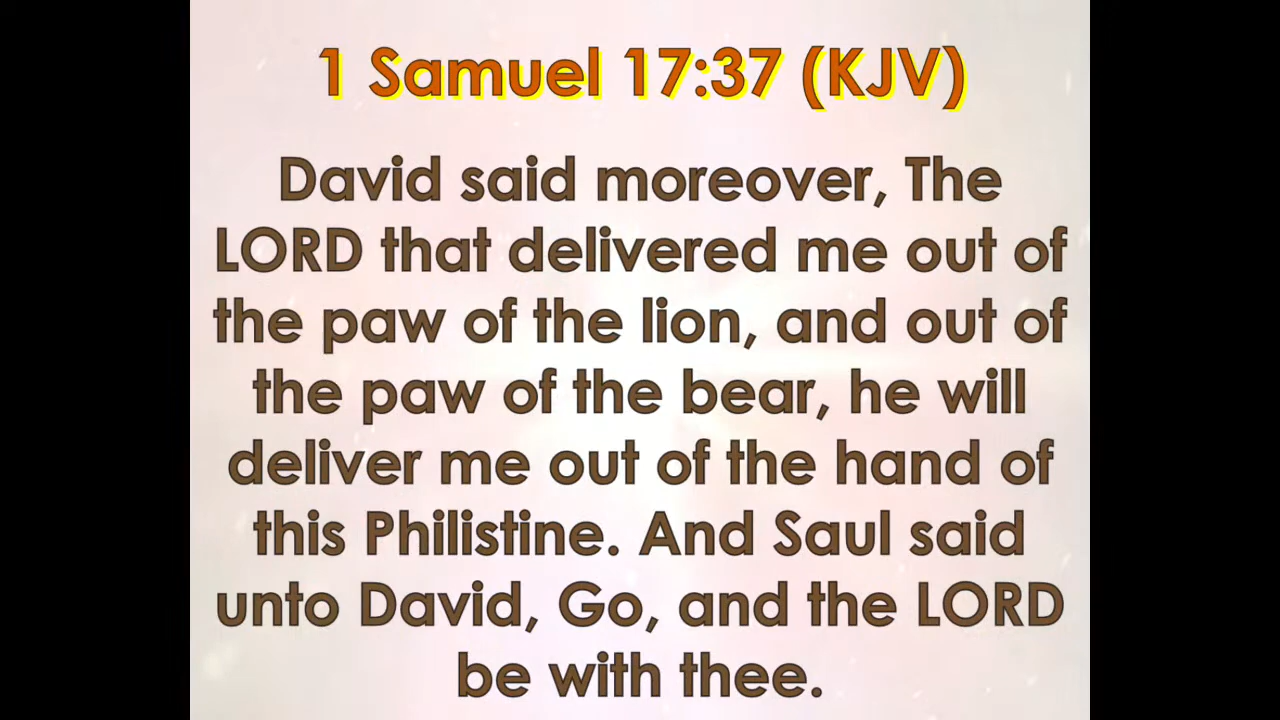 1 Samuel 17:37 (KJV)
David said moreover, The
LORD that delivered me out of
the paw of the lion, and out of
the paw of the bear, he will
deliver me out of the hand of
this Philistine. And Saul said
unto David, Go, and the LORD
be with thee.